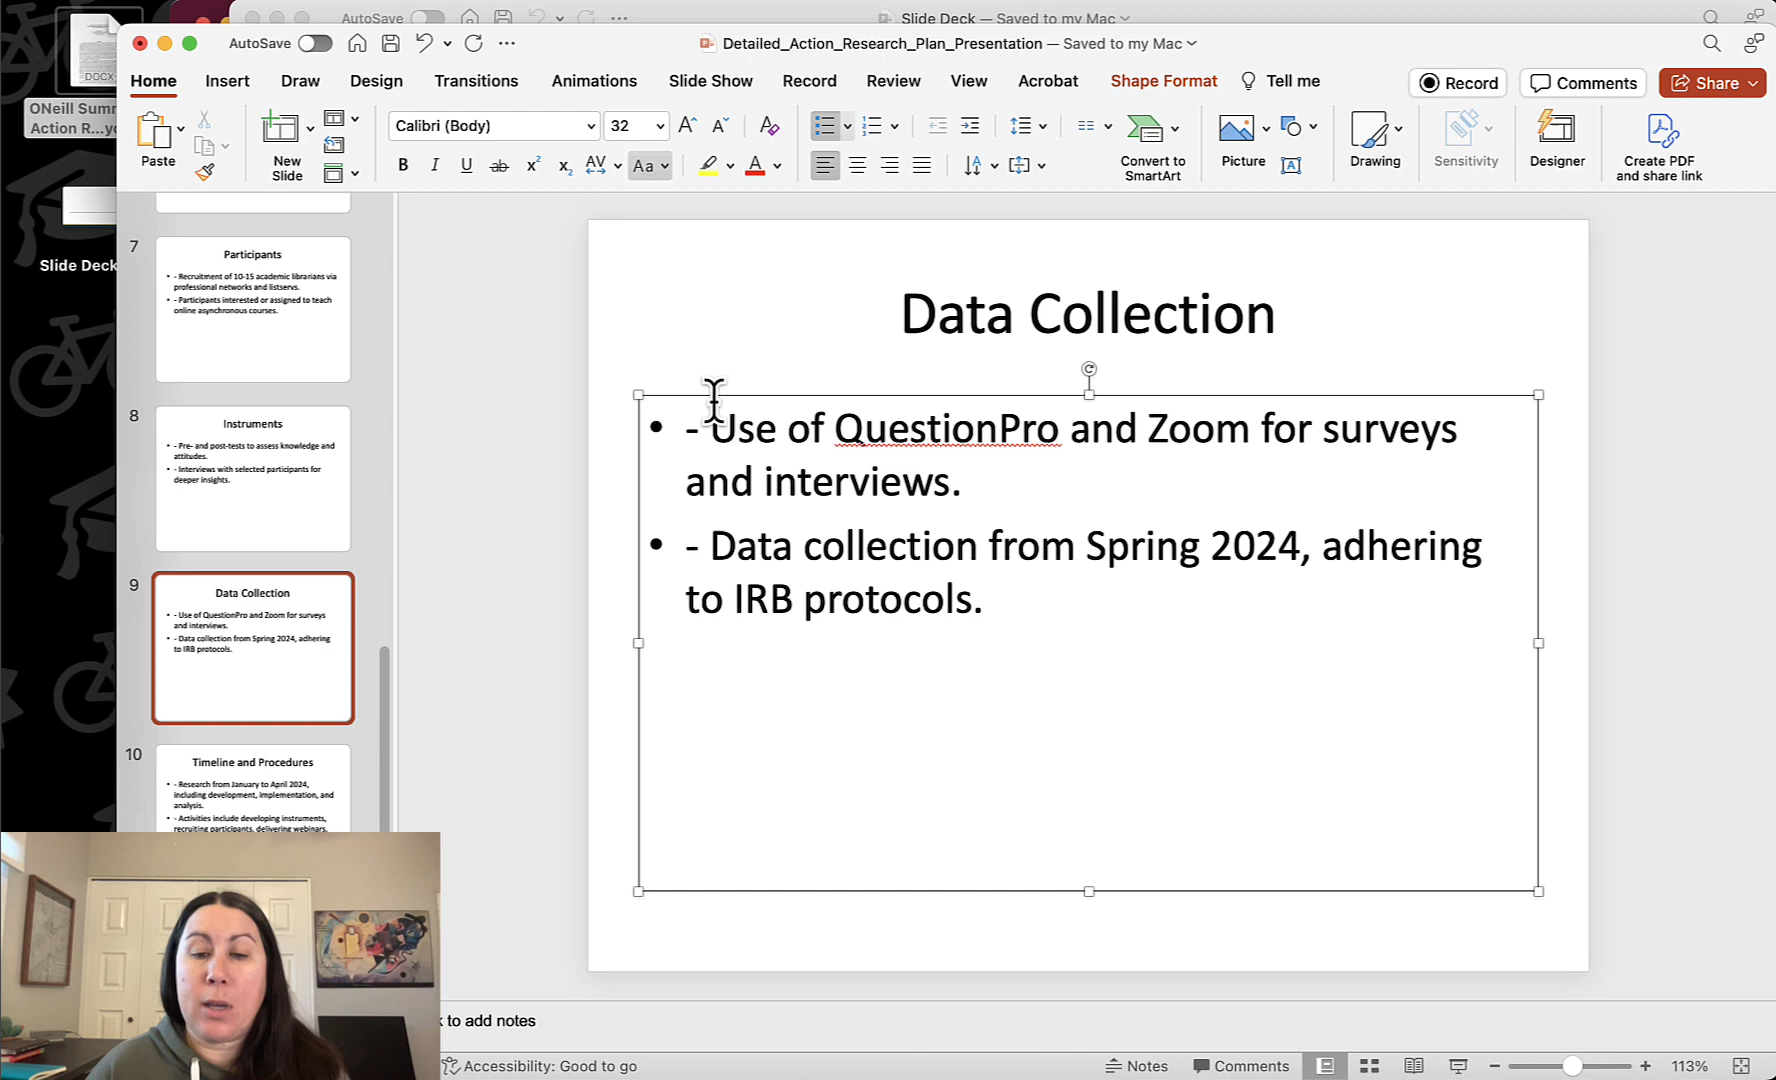 AutoSave
Slide Deck — Saved to my Mac
DOCX
ONeill Summ
Action R...yc
Slide Deck
AutoSave
Detailed_Action_Research_Plan_Presentation — Saved to my Mac
Home
Insert
Draw
Design
Transitions
Animations
Slide Show
Record
Review
View
Acrobat
Shape Format
Tell me
Record
Comments
Share
Paste
New
Slide
Calibri (Body)
32
Convert to
SmartArt
Picture
Drawing
Sensitivity
Designer
Create PDF
and share link
7
Participants
• - Recruitment of 10-15 academic librarians via
professional networks and listservs.
• - Participants interested or assigned to teach
online asynchronous courses.
8
Instruments
• - Pre- and post-tests to assess knowledge and
attitudes.
• - Interviews with selected participants for
deeper insights.
9
Data Collection
• - Use of QuestionPro and Zoom for surveys
and interviews.
• - Data collection from Spring 2024, adhering
to IRB protocols.
10
Timeline and Procedures
• - Research from January to April 2024,
including development, implementation, and
analysis.
• - Activities include developing instruments,
recruiting participants, delivering webinars,
Data Collection
• - Use of QuestionPro and Zoom for surveys
and interviews.
• - Data collection from Spring 2024, adhering
to IRB protocols.
k to add notes
Accessibility: Good to go
Notes
Comments
113%